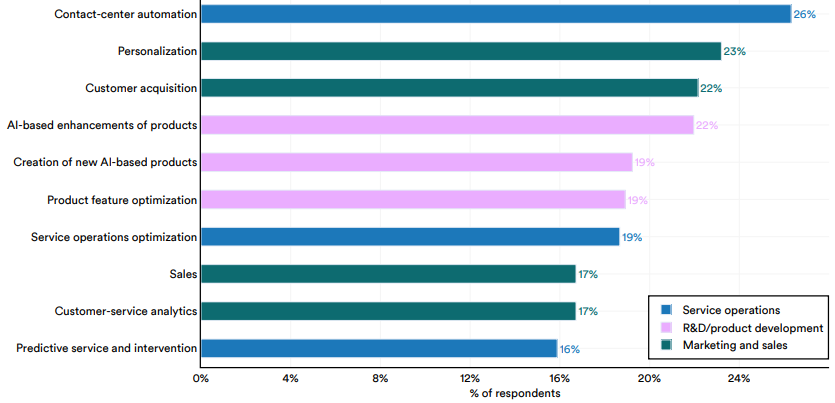 Contact-center automation 26%
Personalization 23%
Customer acquisition 22%
AI-based enhancements of products 22%
Creation of new AI-based products 19%
Product feature optimization 19%
Service operations optimization 19%
Sales 17%
Customer-service analytics 17%
Predictive service and intervention 16%
Service operations
R&D/product development
Marketing and sales
0% 4% 8% 12% 16% 20% 24%
% of respondents